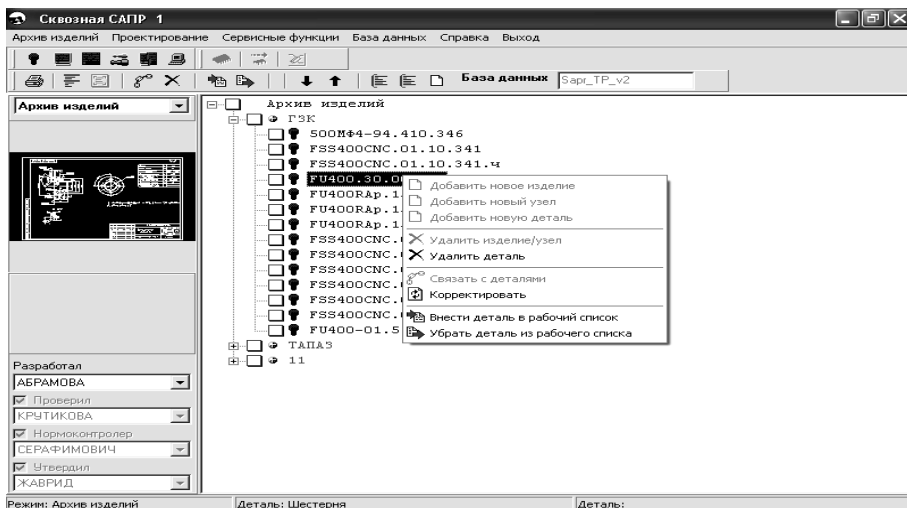 Сквозная САПР 1
Архив изделий Проектирование Сервисные функции База данных Справка Выход
База данных Sapr_TP_v2
Архив изделий
Архив изделий
ГЗК
500МФ4-94.410.346
FSS400CNC.01.10.341
FSS400CNC.01.10.341.ч
FU400.30.0
FU400RAp.1
FU400RAp.1
FU400RAp.1
FSS400CNC.
FSS400CNC.
FSS400CNC.
FSS400CNC.
FSS400CNC.
FSS400CNC.
FU400-01.5
ТАПАЗ
11
Добавить новое изделие
Добавить новый узел
Добавить новую деталь
Удалить изделие/узел
Удалить деталь
Связать с деталями
Корректировать
Внести деталь в рабочий список
Убрать деталь из рабочего списка
Разработал
АБРАМОВА
Проверил
КРУТИКОВА
Нормоконтролер
СЕРАФИМОВИЧ
Утвердил
ЖАВРИД
Режим: Архив изделий Деталь: Шестерня Деталь: